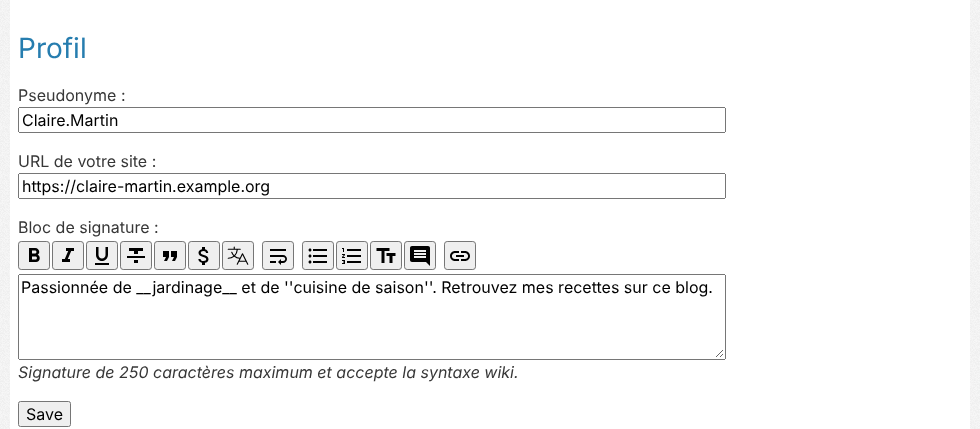 Profil
Pseudonyme :
Claire.Martin
URL de votre site :
https://claire-martin.example.org
Bloc de signature :
Passionnée de __jardinage__ et de ''cuisine de saison''. Retrouvez mes recettes sur ce blog.
Signature de 250 caractères maximum et accepte la syntaxe wiki.
Save